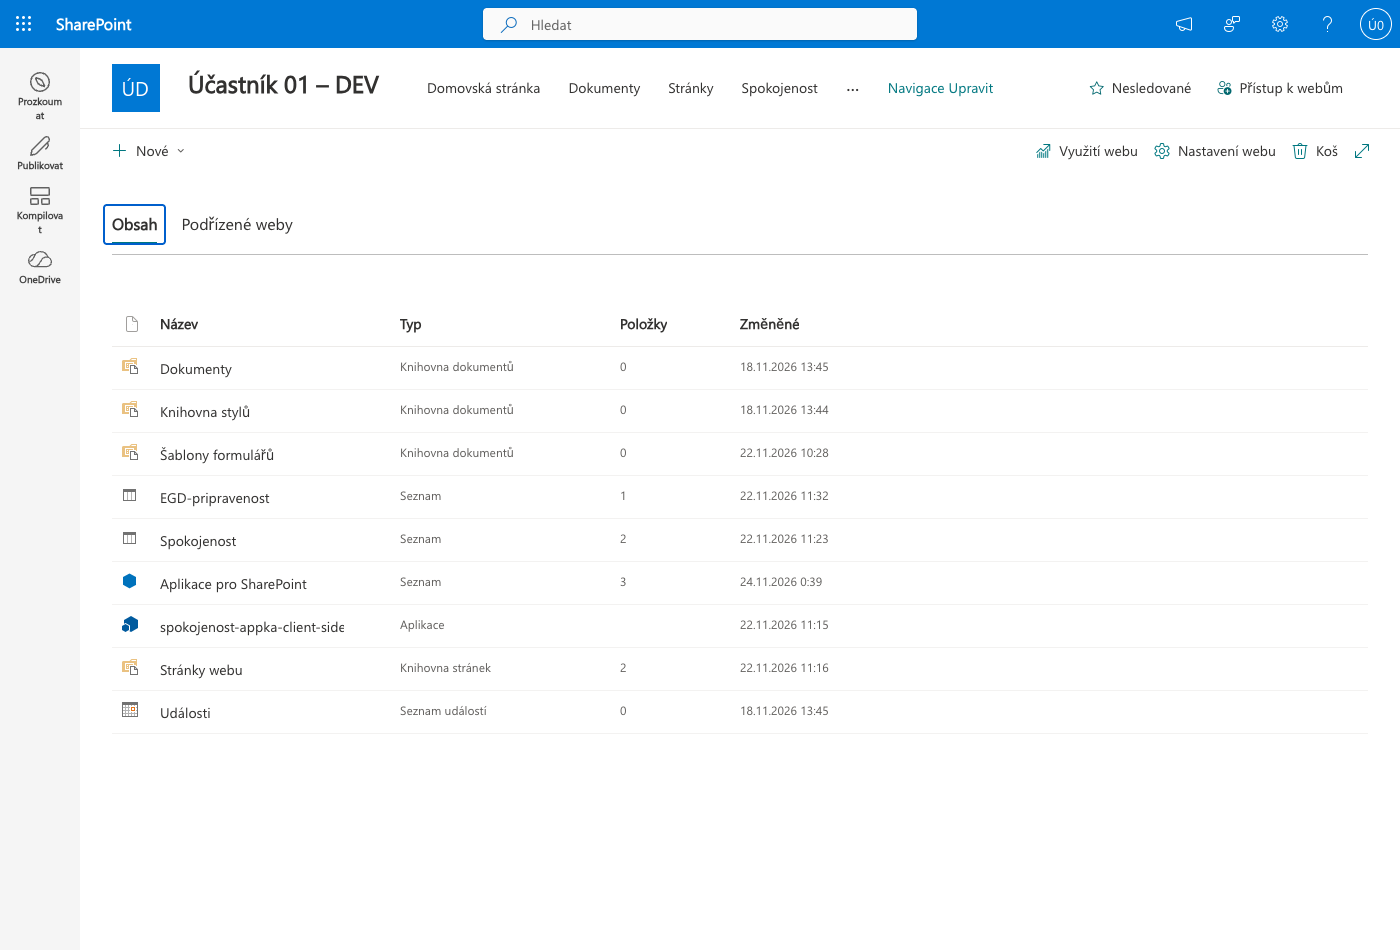 SharePoint
Hledat
Ú0
Prozkoum
at
Publikovat
Kompilova
t
OneDrive
ÚD
Účastník 01 – DEV
Domovská stránka
Dokumenty
Stránky
Spokojenost
...
Navigace Upravit
Nesledované
Přístup k webům
Nové
Využití webu
Nastavení webu
Koš
Obsah
Podřízené weby
Název Typ Položky Změněné
Dokumenty Knihovna dokumentů 0 18.11.2026 13:45
Knihovna stylů Knihovna dokumentů 0 18.11.2026 13:44
Šablony formulářů Knihovna dokumentů 0 22.11.2026 10:28
EGD-pripravenost Seznam 1 22.11.2026 11:32
Spokojenost Seznam 2 22.11.2026 11:23
Aplikace pro SharePoint Seznam 3 24.11.2026 0:39
spokojenost-appka-client-side Aplikace 22.11.2026 11:15
Stránky webu Knihovna stránek 2 22.11.2026 11:16
Události Seznam událostí 0 18.11.2026 13:45